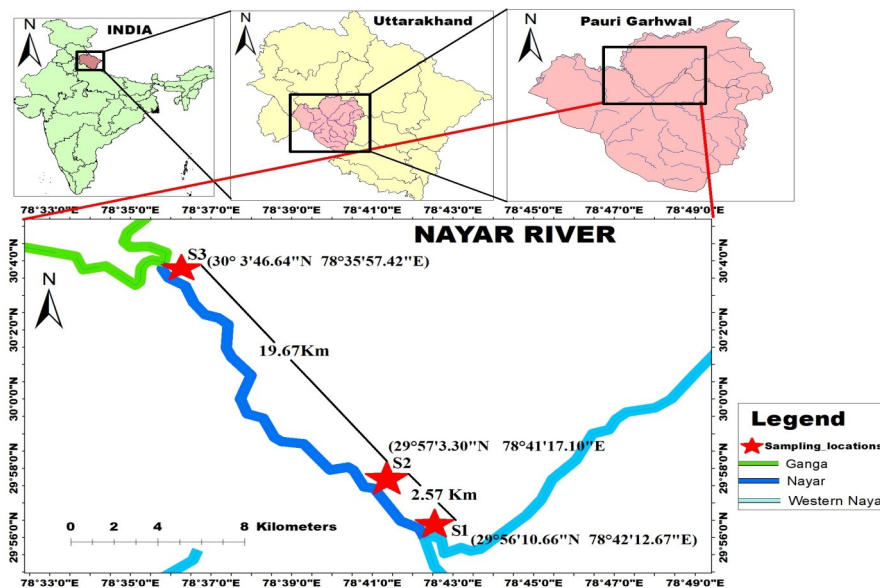 N
INDIA
N
Uttarakhand
N
Pauri Garhwal
78°33'0"E 78°35'0"E 78°37'0"E 78°39'0"E 78°41'0"E 78°43'0"E 78°45'0"E 78°47'0"E 78°49'0"E
NAYAR RIVER
S3
(30° 3'46.64"N 78°35'57.42"E)
N
19.67Km
(29°57'3.30"N 78°41'17.10"E
S2
2.57 Km
S1
(29°56'10.66"N 78°42'12.67"E)
0 2 4 8 Kilometers
30°4'0"N
30°2'0"N
30°0'0"N
29°58'0"N
29°56'0"N
30°4'0"N
30°2'0"N
30°0'0"N
29°58'0"N
29°56'0"N
78°33'0"E 78°35'0"E 78°37'0"E 78°39'0"E 78°41'0"E 78°43'0"E 78°45'0"E 78°47'0"E 78°49'0"E
Legend
Sampling_locations
Ganga
Nayar
Western Naya